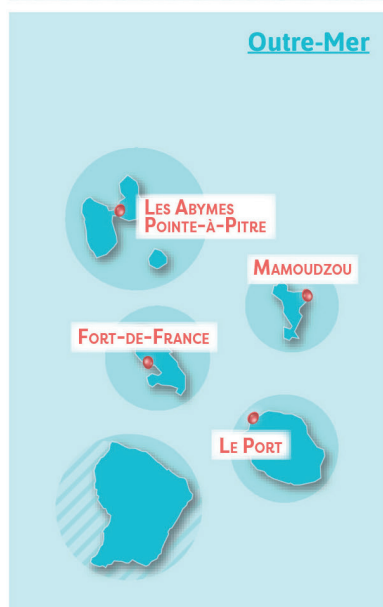 Outre-Mer
Les Abymes
Pointe-à-Pitre
Mamoudzou
Fort-de-France
Le Port